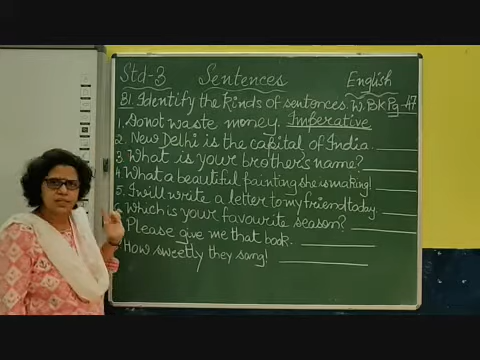 Std-3 Sentences English
B1. Identify the kinds of sentences. W.Bk Pg-47
1. Do not waste money. Imperative
2. New Delhi is the capital of India.
3. What is your brother's name?
4. What a beautiful painting she is making!
5. I will write a letter to my friend today.
6. Which is your favourite season?
Please give me that book.
How sweetly they sang!